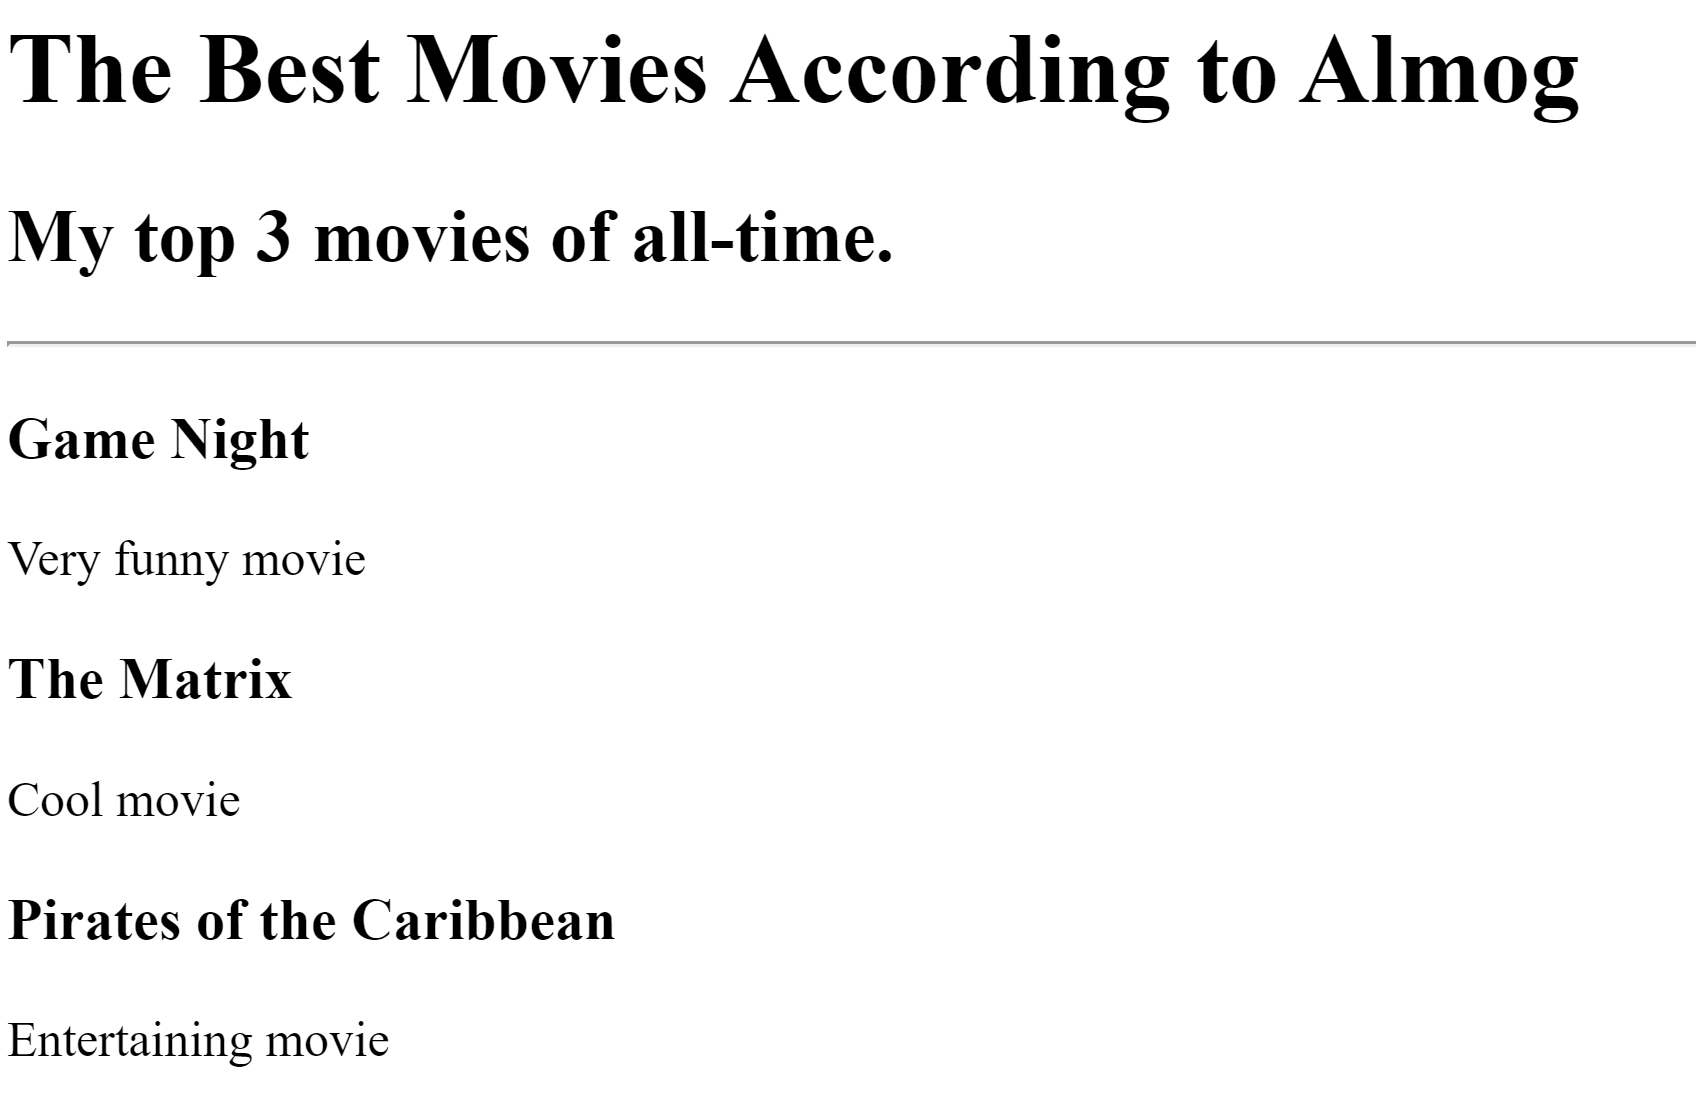 The Best Movies According to Almog
My top 3 movies of all-time.
Game Night
Very funny movie
The Matrix
Cool movie
Pirates of the Caribbean
Entertaining movie